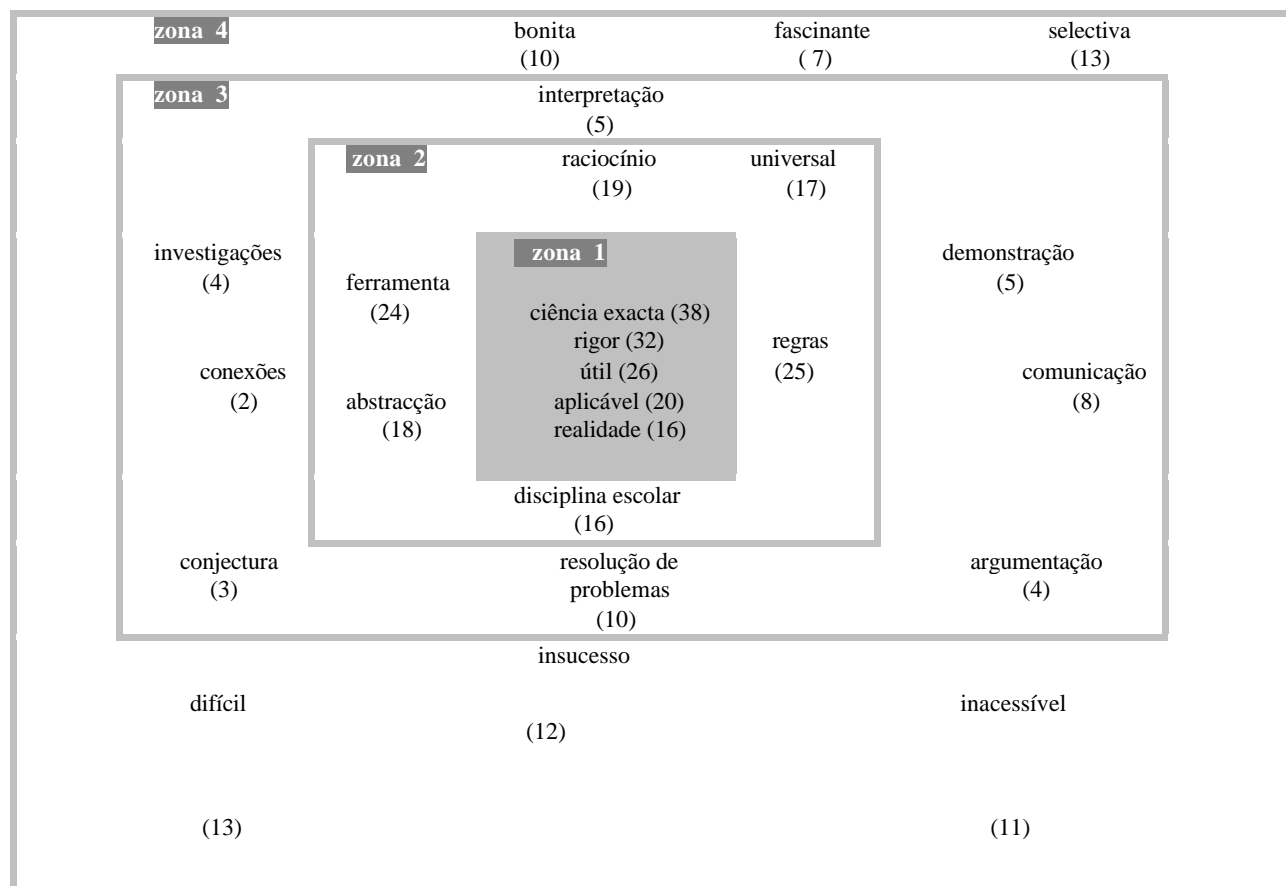 zona 4 bonita fascinante selectiva
(10) ( 7) (13)
zona 3 interpretação
(5)
zona 2 raciocínio universal
(19) (17)
investigações zona 1 demonstração
(4) ferramenta (5)
(24) ciência exacta (38)
rigor (32) regras
conexões útil (26) (25) comunicação
(2) abstracção aplicável (20) (8)
(18) realidade (16)
disciplina escolar
(16)
conjectura resolução de argumentação
(3) problemas (4)
(10)
insucesso
difícil inacessível
(12)
(13) (11)